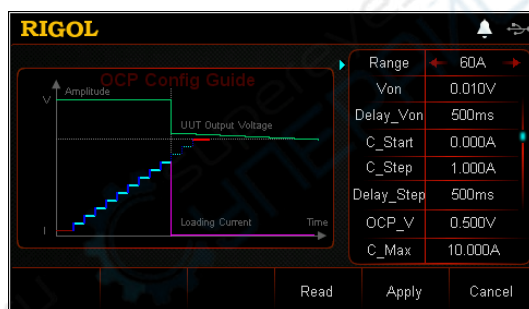 RIGOL
OCP Config Guide
Amplitude
V
UUT Output Voltage
Loading Current
Time
I
Range 60A
Von 0.010V
Delay_Von 500ms
C_Start 0.000A
C_Step 1.000A
Delay_Step 500ms
OCP_V 0.500V
C_Max 10.000A
Read Apply Cancel